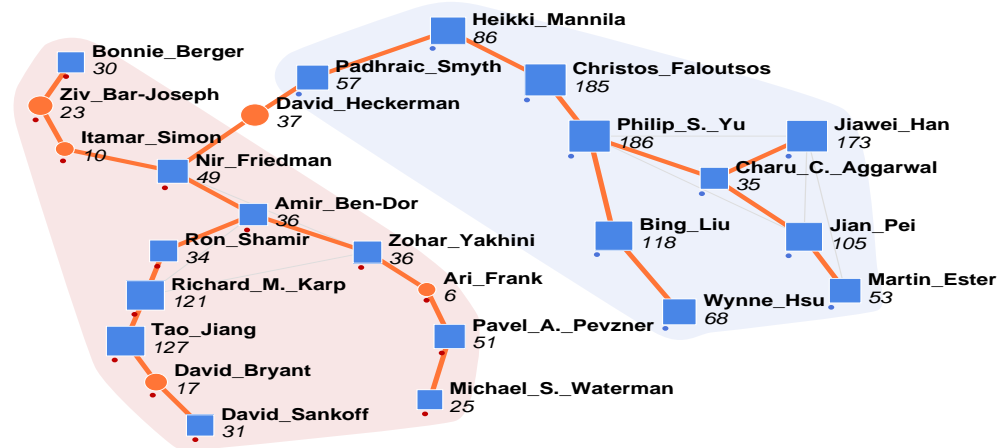 Heikki_Mannila
86
Bonnie_Berger
30
Padhraic_Smyth
57
Christos_Faloutsos
185
Ziv_Bar-Joseph
23
David_Heckerman
37
Philip_S._Yu
186
Jiawei_Han
173
Itamar_Simon
10
Nir_Friedman
49
Charu_C._Aggarwal
35
Amir_Ben-Dor
36
Bing_Liu
118
Jian_Pei
105
Ron_Shamir
34
Zohar_Yakhini
36
Richard_M._Karp
121
Ari_Frank
6
Martin_Ester
53
Wynne_Hsu
68
Tao_Jiang
127
Pavel_A._Pevzner
51
David_Bryant
17
Michael_S._Waterman
25
David_Sankoff
31